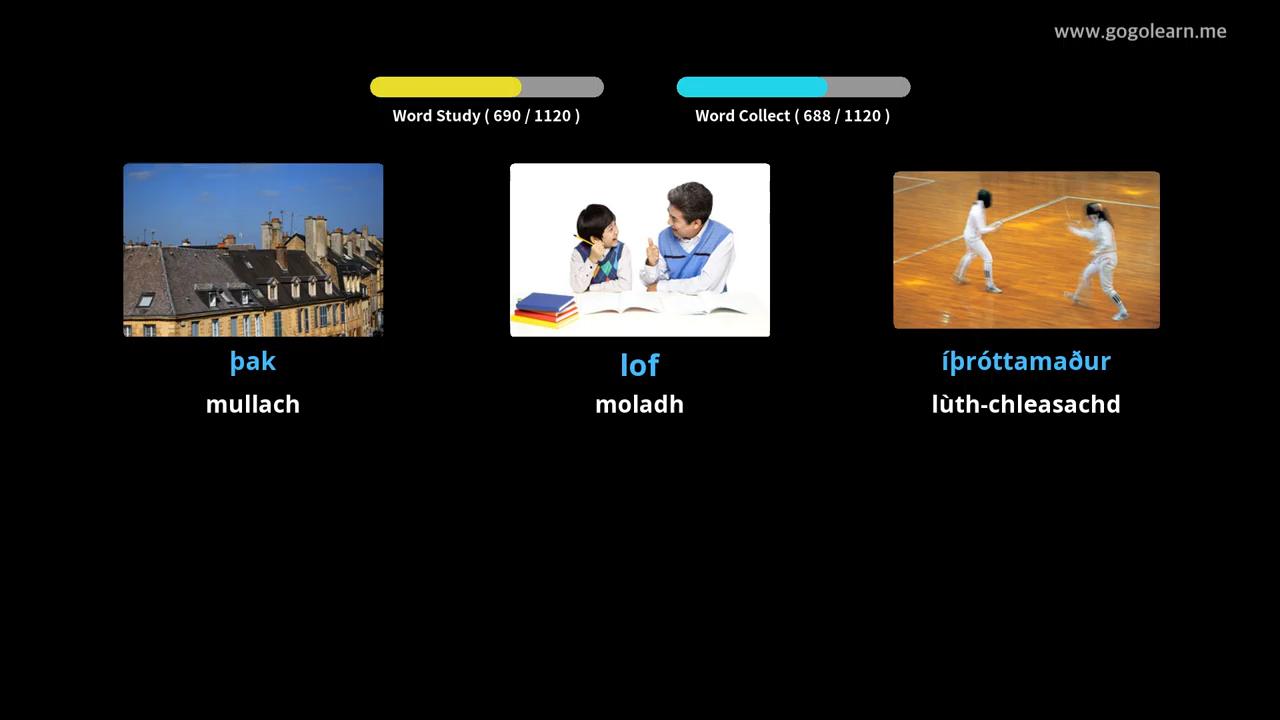 www.gogolearn.me
Word Study ( 690 / 1120 )
Word Collect ( 688 / 1120 )
þak
lof
íþróttamaður
mullach
moladh
lùth-chleasachd